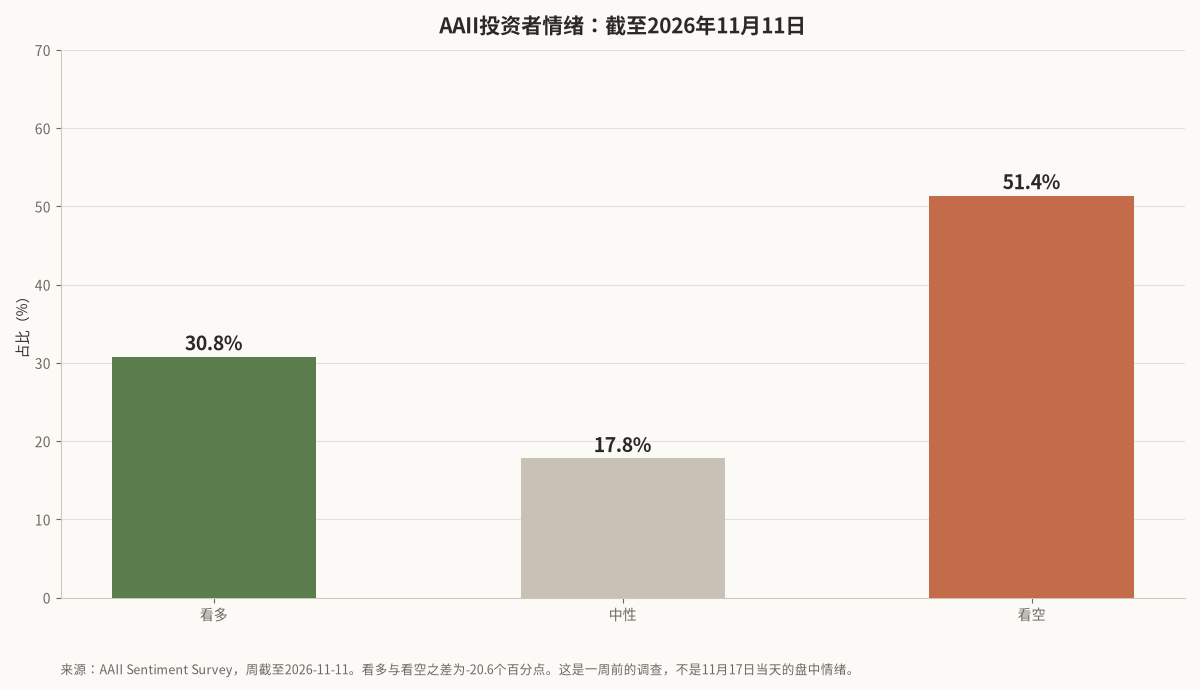 AAII投资者情绪：截至2026年11月11日
占比（%）
70
60
50
40
30
20
10
0
30.8%
17.8%
51.4%
看多
中性
看空
来源：AAII Sentiment Survey，周截至2026-11-11。看多与看空之差为-20.6个百分点。这是一周前的调查，不是11月17日当天的盘中情绪。